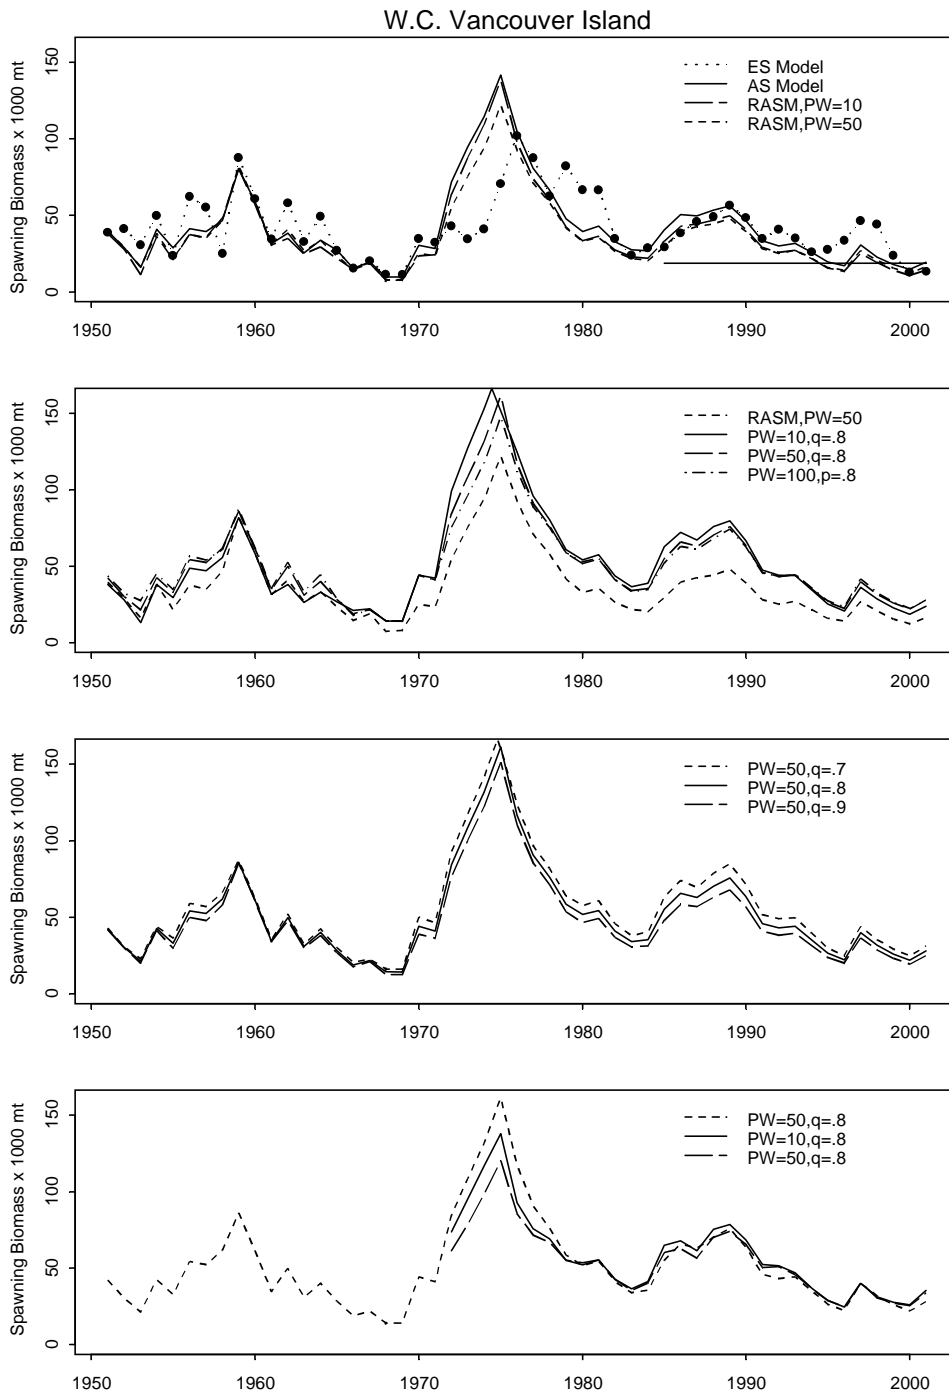 W.C. Vancouver Island
Spawning Biomass x 1000 mt
0 50 100 150
ES Model
AS Model
RASM,PW=10
RASM,PW=50
1950 1960 1970 1980 1990 2000
Spawning Biomass x 1000 mt
0 50 100 150
RASM,PW=50
PW=10,q=.8
PW=50,q=.8
PW=100,p=.8
1950 1960 1970 1980 1990 2000
Spawning Biomass x 1000 mt
0 50 100 150
PW=50,q=.7
PW=50,q=.8
PW=50,q=.9
1950 1960 1970 1980 1990 2000
Spawning Biomass x 1000 mt
0 50 100 150
PW=50,q=.8
PW=10,q=.8
PW=50,q=.8
1950 1960 1970 1980 1990 2000